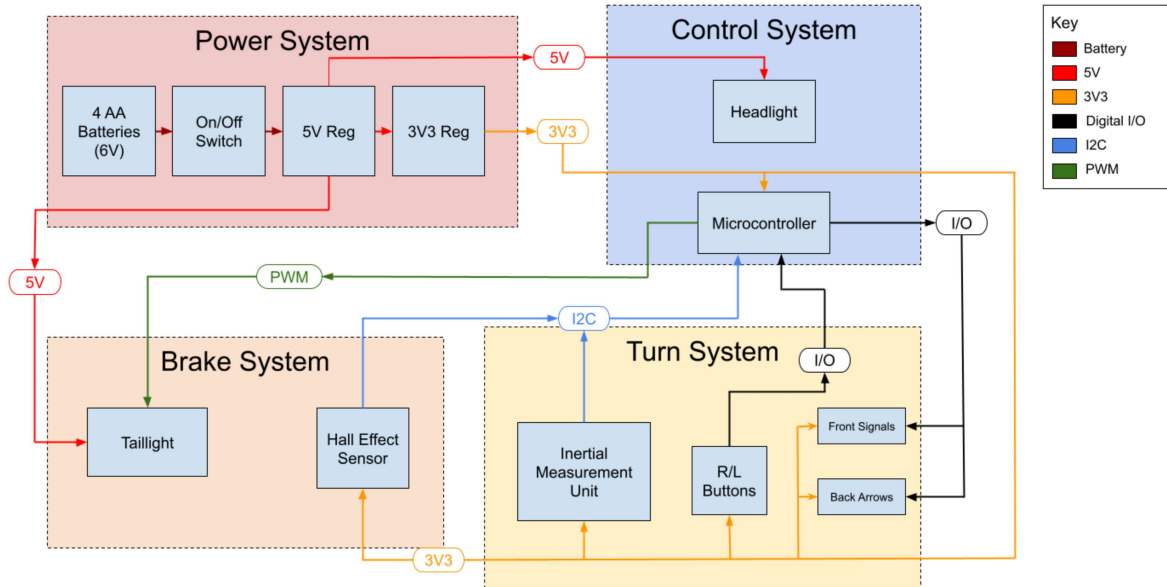 Power System
5V
Control System
Key
Battery
5V
3V3
Digital I/O
I2C
PWM
4 AA
Batteries
(6V)
On/Off
Switch
5V Reg
3V3 Reg
3V3
Headlight
Microcontroller
I/O
5V
PWM
I2C
Brake System
Turn System
I/O
Taillight
Hall Effect
Sensor
Inertial
Measurement
Unit
R/L
Buttons
Front Signals
Back Arrows
3V3